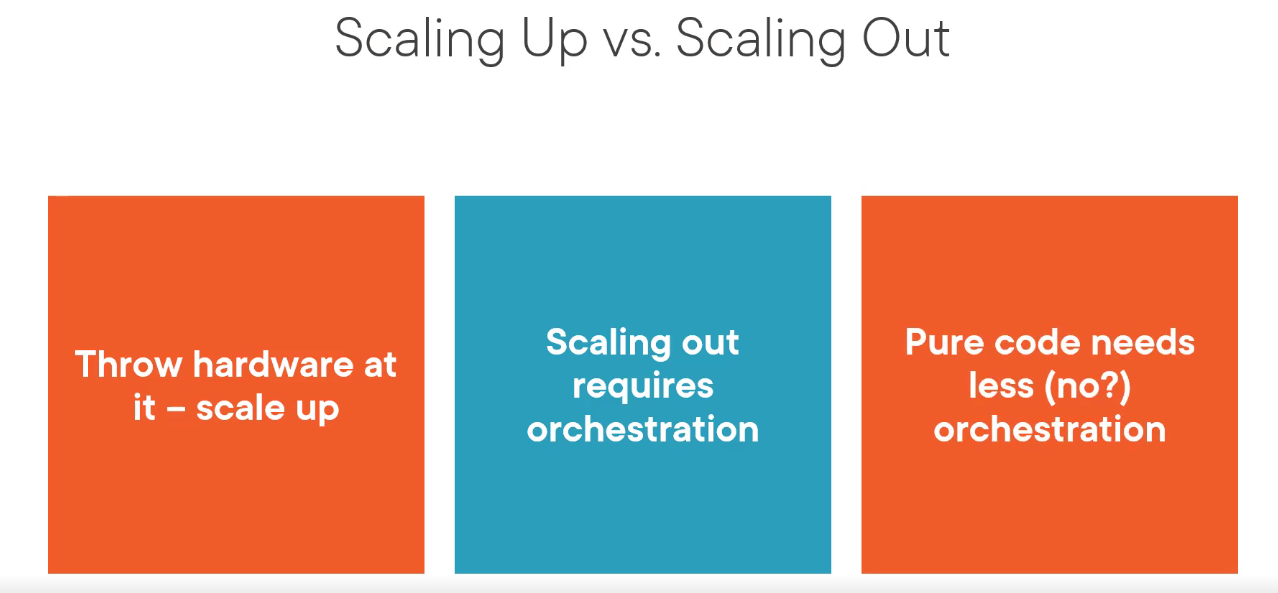 Scaling Up vs. Scaling Out
Throw hardware at
it – scale up
Scaling out
requires
orchestration
Pure code needs
less (no?)
orchestration